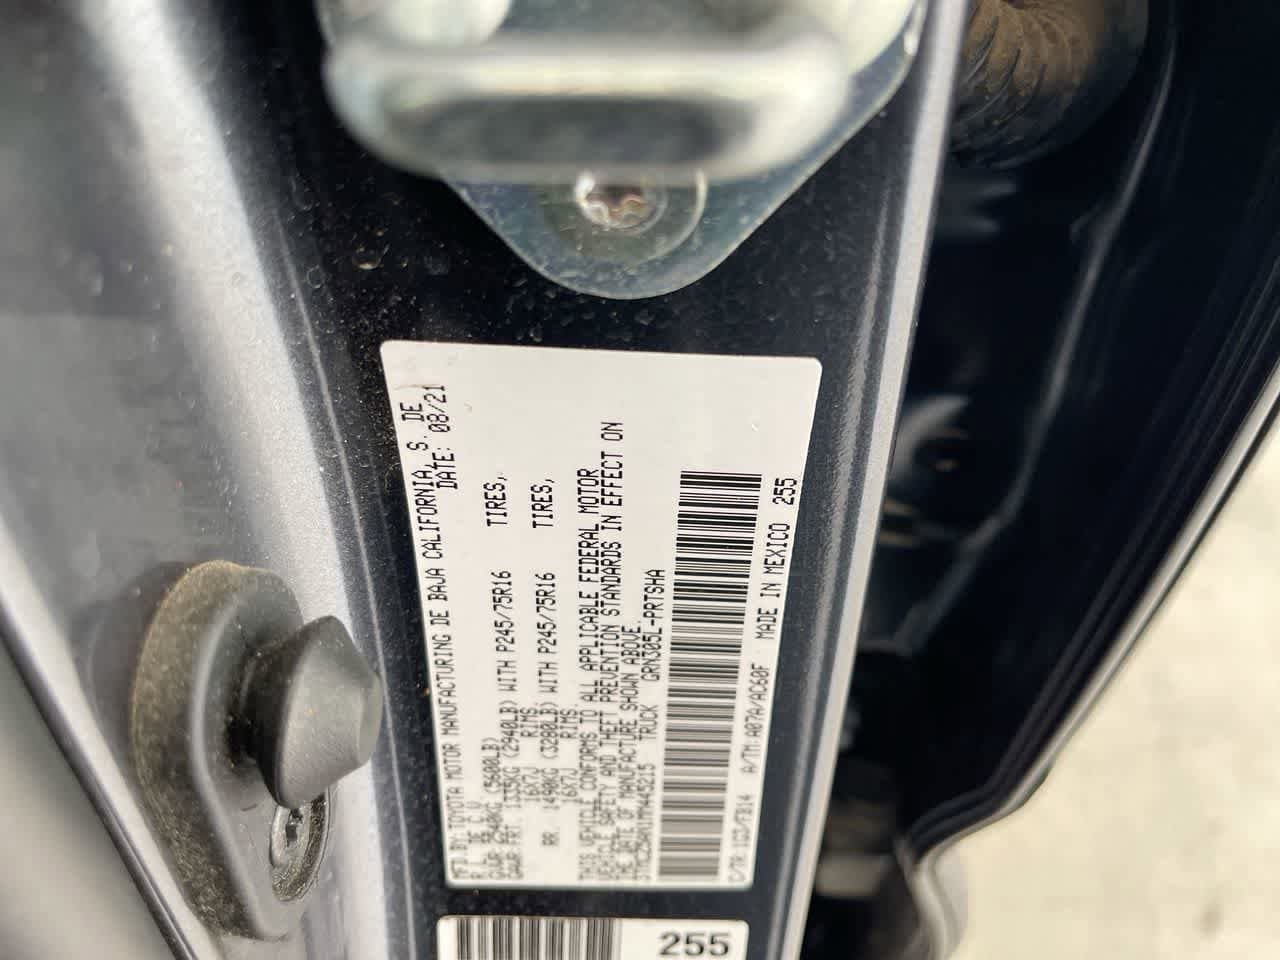 MFD BY: TOYOTA MOTOR MANUFACTURING DE BAJA CALIFORNIA, S. DE
R.L. DE C.V. DATE: 08/21
(5600LB)
GAWR FRT. 1335KG (2940LB) WITH P245/75R16 TIRES,
16X7J RIMS,
RR. 1490KG (3280LB) WITH P245/75R16 TIRES,
16X7J RIMS.
THIS VEHICLE CONFORMS TO ALL APPLICABLE FEDERAL MOTOR
VEHICLE SAFETY AND THEFT PREVENTION STANDARDS IN EFFECT ON
THE DATE OF MANUFACTURE SHOWN ABOVE.
TRUCK GRN305L-PRTSHA
C/TR:1G3/FB14 A/TM:A07A/AC60F MADE IN MEXICO 255
255